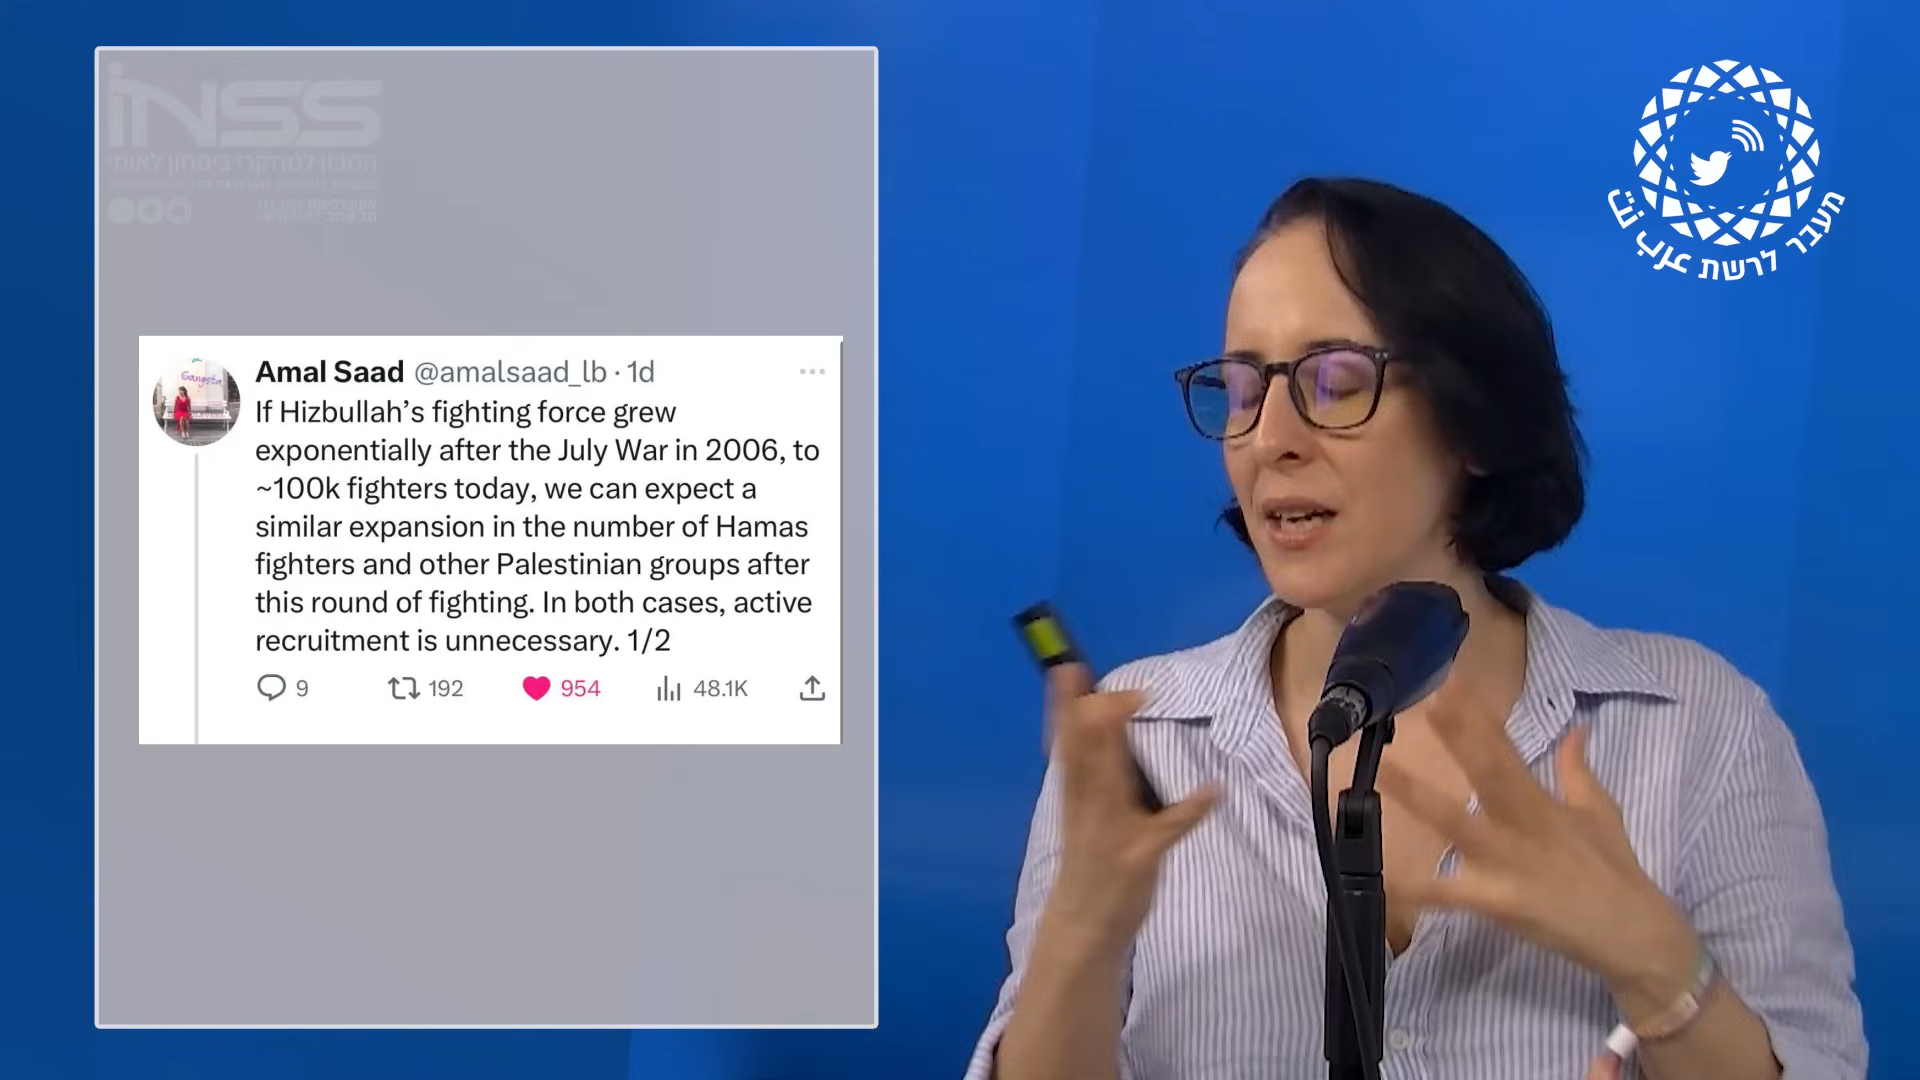 iNSS
המכון למחקרי ביטחון לאומי
Amal Saad @amalsaad_lb · 1d
If Hizbullah’s fighting force grew
exponentially after the July War in 2006, to
~100k fighters today, we can expect a
similar expansion in the number of Hamas
fighters and other Palestinian groups after
this round of fighting. In both cases, active
recruitment is unnecessary. 1/2
9 192 954 48.1K
Gangsta
מעבר לרשת